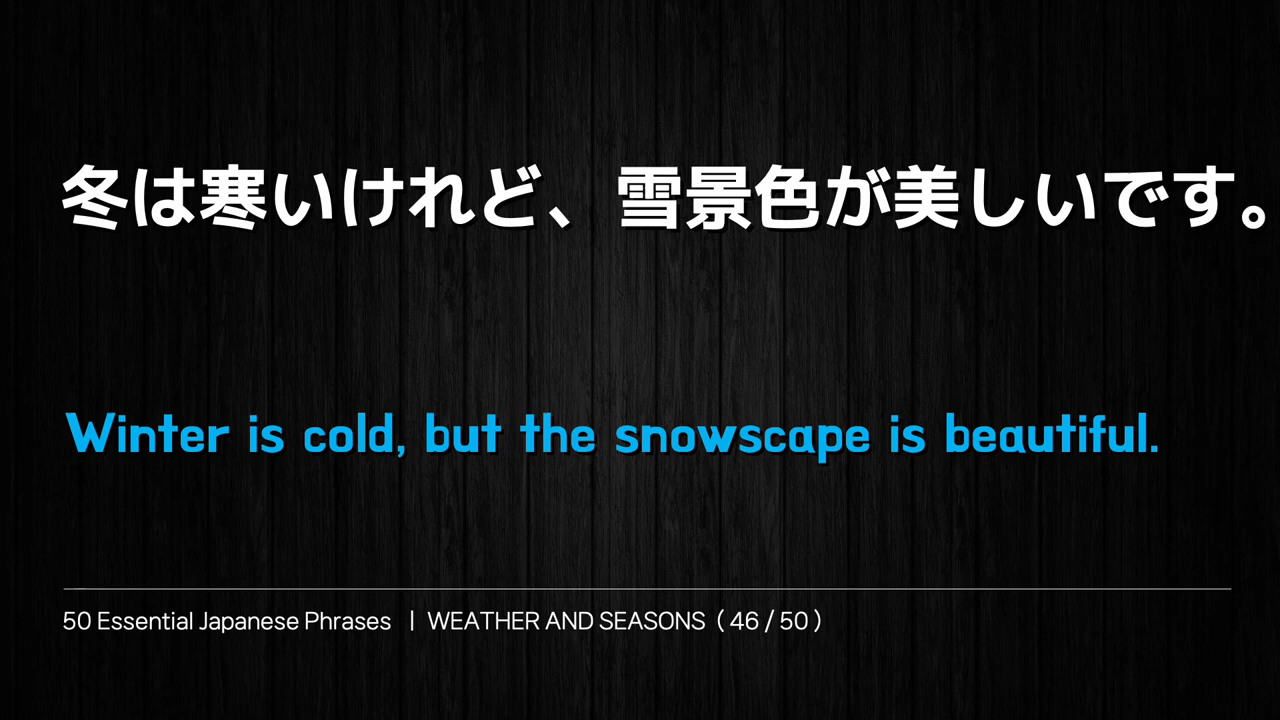 冬は寒いけれど、雪景色が美しいです。
Winter is cold, but the snowscape is beautiful.
50 Essential Japanese Phrases | WEATHER AND SEASONS ( 46 / 50 )